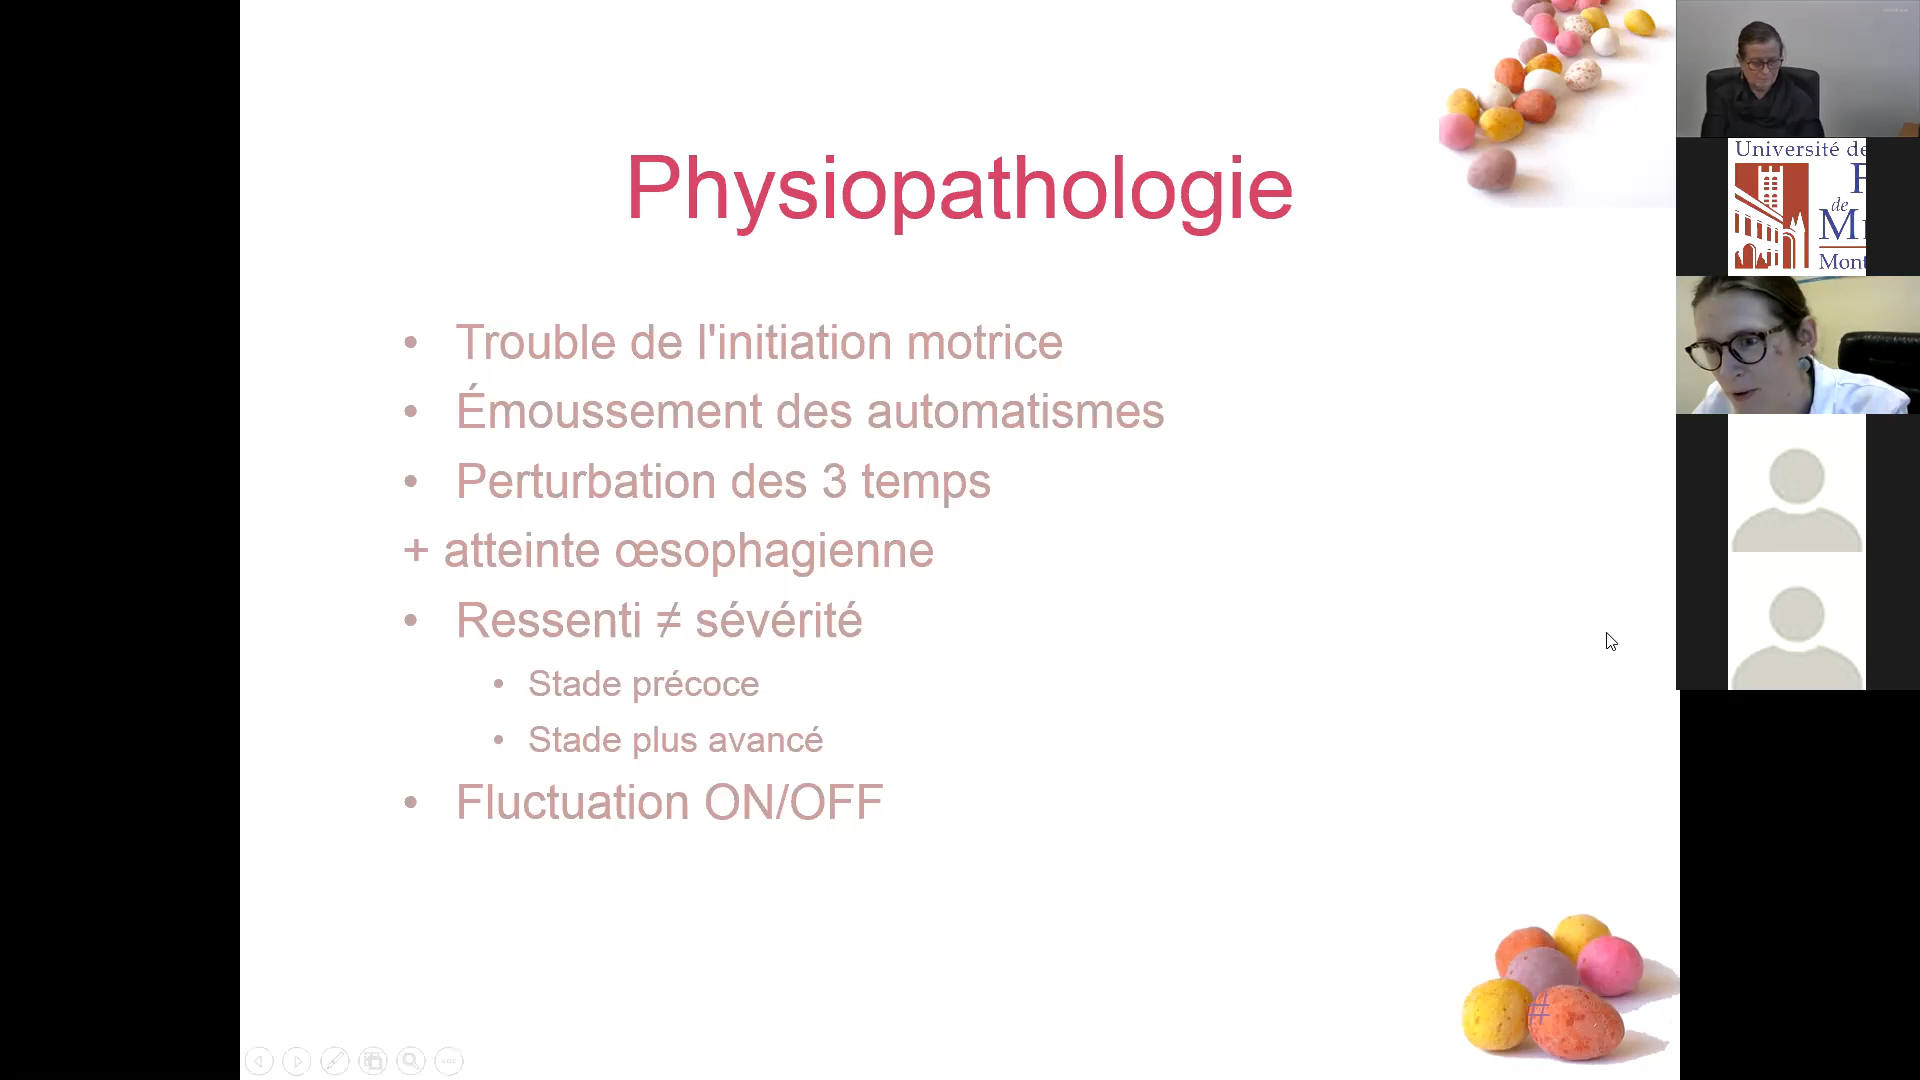 Physiopathologie
• Trouble de l'initiation motrice
• Émoussement des automatismes
• Perturbation des 3 temps
+ atteinte œsophagienne
• Ressenti ≠ sévérité
• Stade précoce
• Stade plus avancé
• Fluctuation ON/OFF
#
Université de
de
Mont